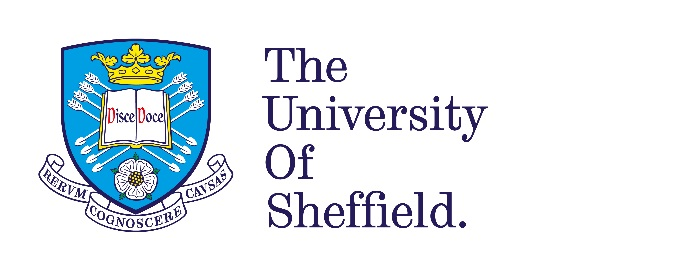 Disce Doce
RERVM
COGNOSCERE
CAVSAS
The
University
Of
Sheffield.